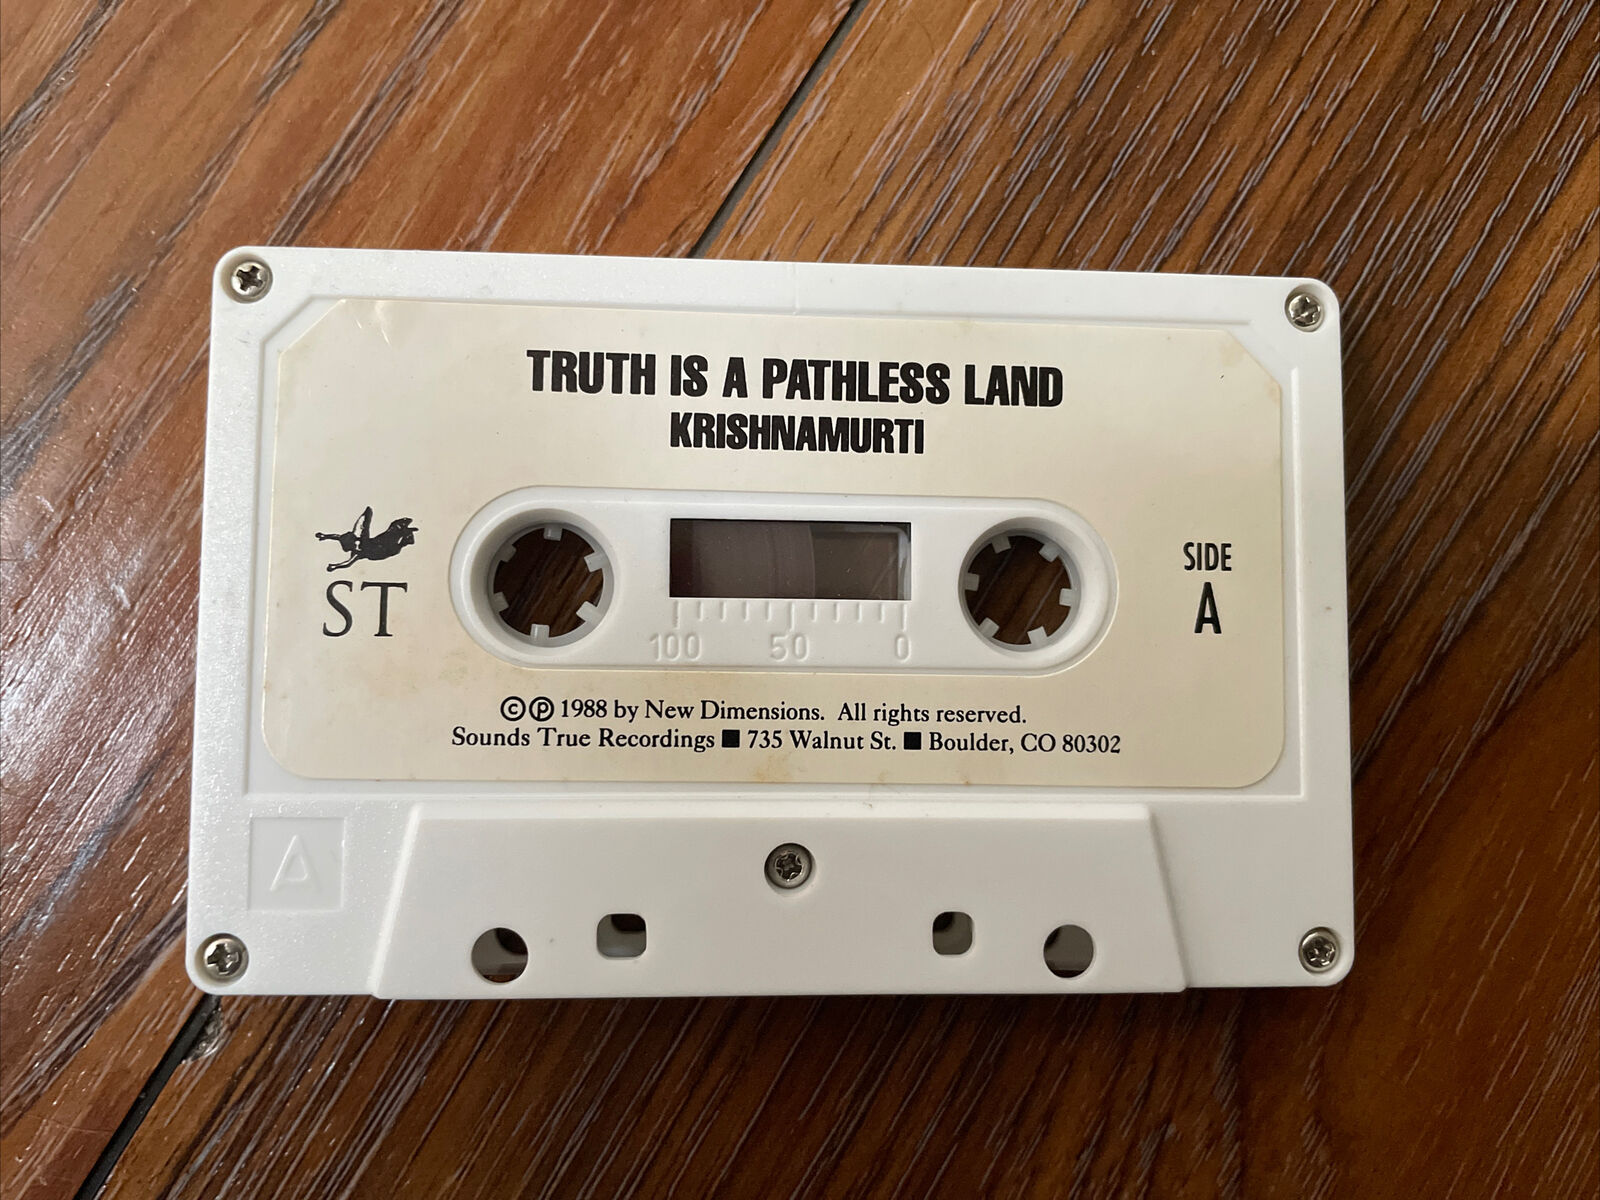 TRUTH IS A PATHLESS LAND
KRISHNAMURTI
ST
SIDE
A
100 50 0
©℗ 1988 by New Dimensions. All rights reserved.
Sounds True Recordings ■ 735 Walnut St. ■ Boulder, CO 80302
A